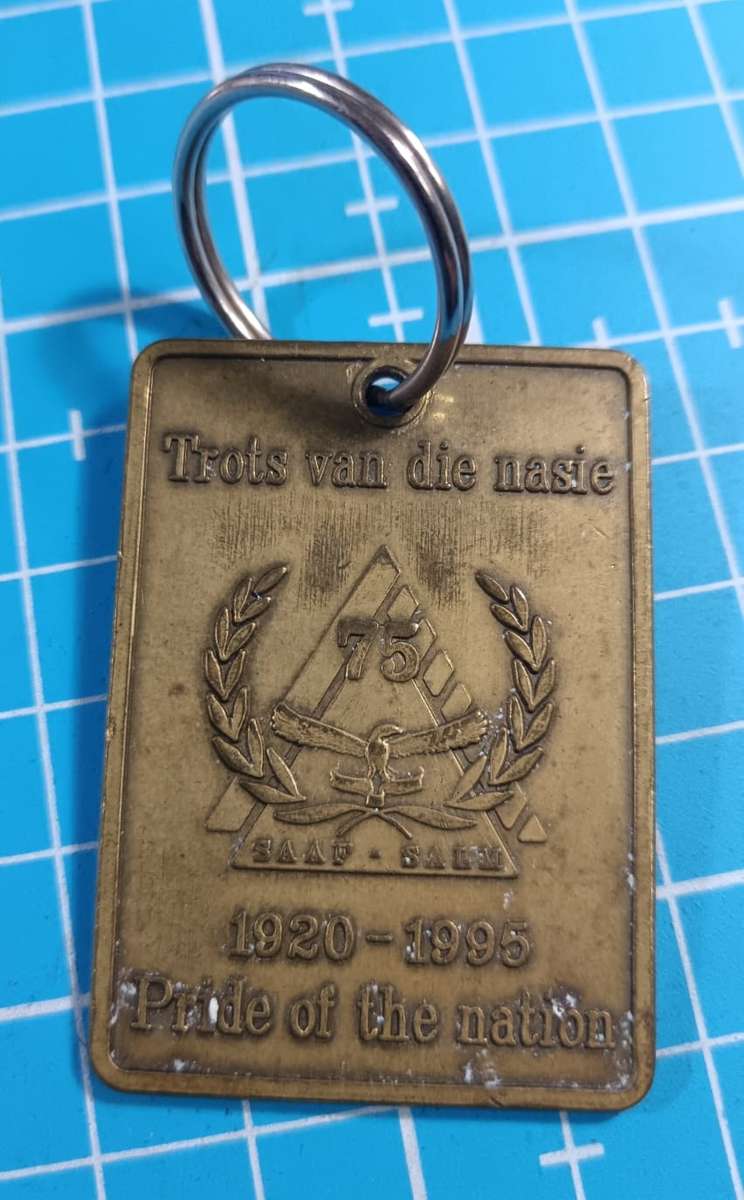 Trots van die nasie
75
SAAF - SALM
1920 - 1995
Pride of the nation